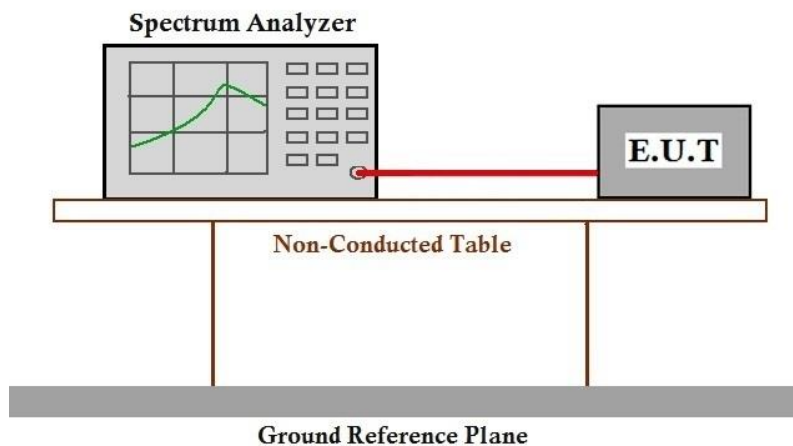 Spectrum Analyzer
E.U.T
Non-Conducted Table
Ground Reference Plane